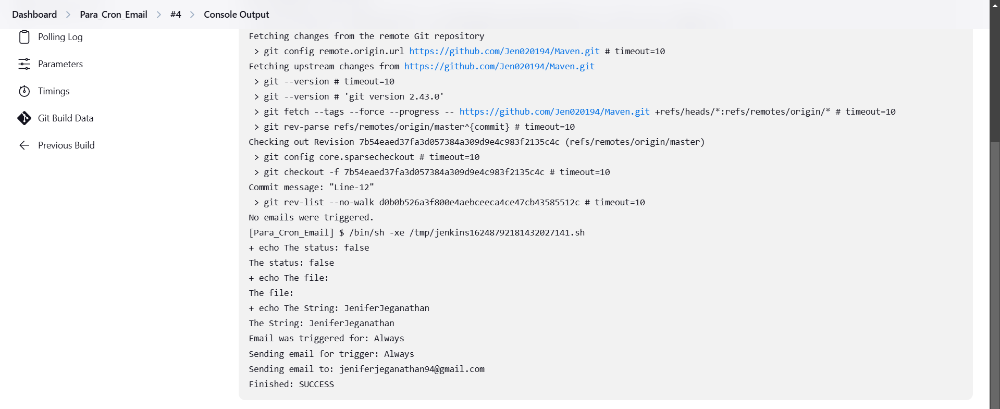 Dashboard > Para_Cron_Email > #4 > Console Output
Polling Log
Parameters
Timings
Git Build Data
Previous Build
Fetching changes from the remote Git repository
> git config remote.origin.url https://github.com/Jen020194/Maven.git # timeout=10
Fetching upstream changes from https://github.com/Jen020194/Maven.git
> git --version # timeout=10
> git --version # 'git version 2.43.0'
> git fetch --tags --force --progress -- https://github.com/Jen020194/Maven.git +refs/heads/*:refs/remotes/origin/* # timeout=10
> git rev-parse refs/remotes/origin/master^{commit} # timeout=10
Checking out Revision 7b54eaed37fa3d057384a309d9e4c983f2135c4c (refs/remotes/origin/master)
> git config core.sparsecheckout # timeout=10
> git checkout -f 7b54eaed37fa3d057384a309d9e4c983f2135c4c # timeout=10
Commit message: "Line-12"
> git rev-list --no-walk d0b0b526a3f800e4aebceeca4ce47cb43585512c # timeout=10
No emails were triggered.
[Para_Cron_Email] $ /bin/sh -xe /tmp/jenkins16248792181432027141.sh
+ echo The status: false
The status: false
+ echo The file:
The file:
+ echo The String: JeniferJeganathan
The String: JeniferJeganathan
Email was triggered for: Always
Sending email for trigger: Always
Sending email to: jeniferjeganathan94@gmail.com
Finished: SUCCESS